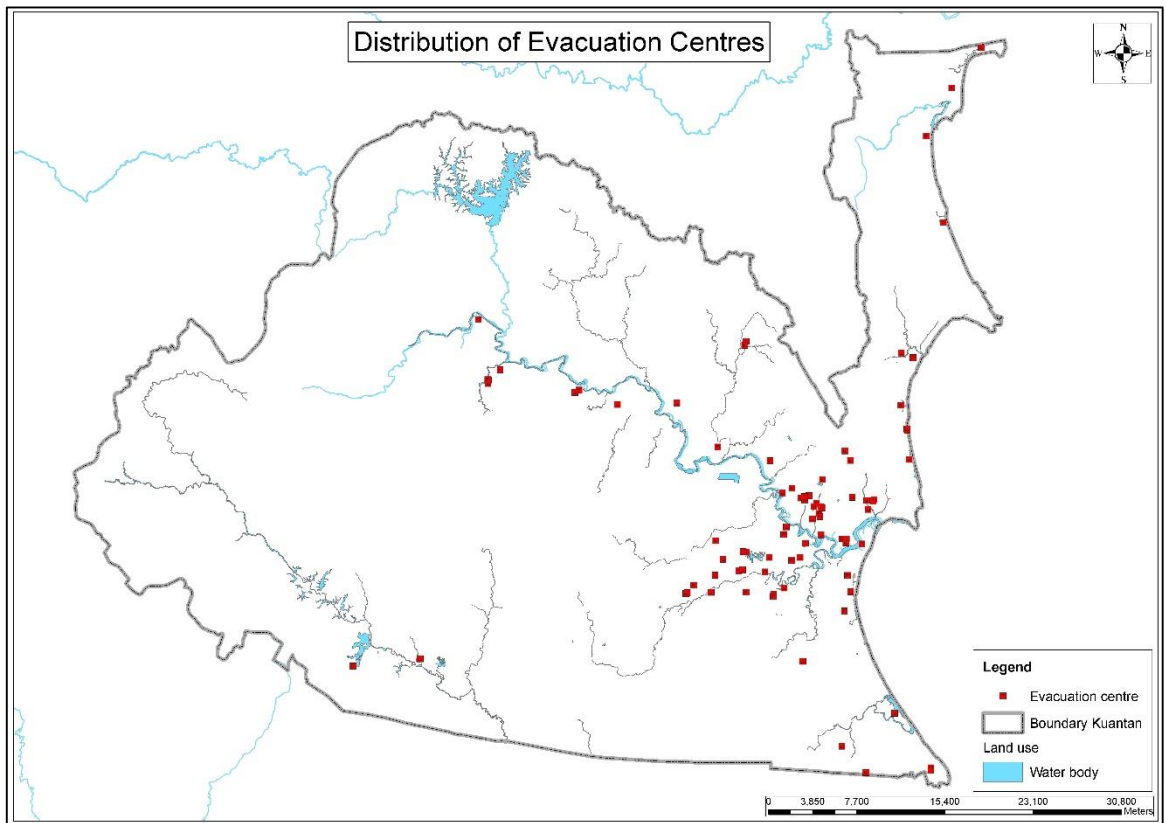 Distribution of Evacuation Centres
N
W E
S
Legend
Evacuation centre
Boundary Kuantan
Land use
Water body
0 3,850 7,700 15,400 23,100 30,800
Meters